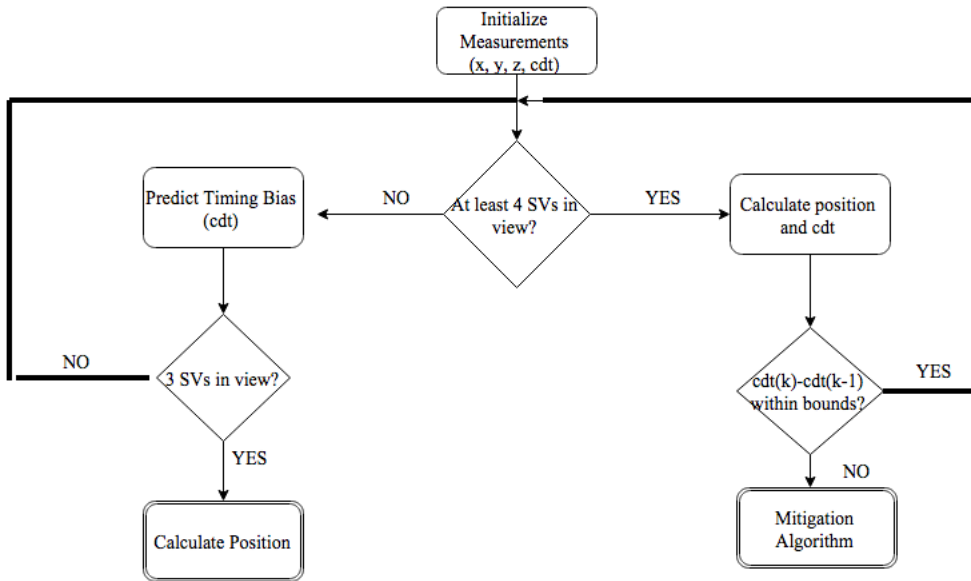 Initialize
Measurements
(x, y, z, cdt)
Predict Timing Bias
(cdt)
NO
At least 4 SVs in
view?
YES
Calculate position
and cdt
NO
3 SVs in view?
cdt(k)-cdt(k-1)
within bounds?
YES
YES
NO
Calculate Position
Mitigation
Algorithm